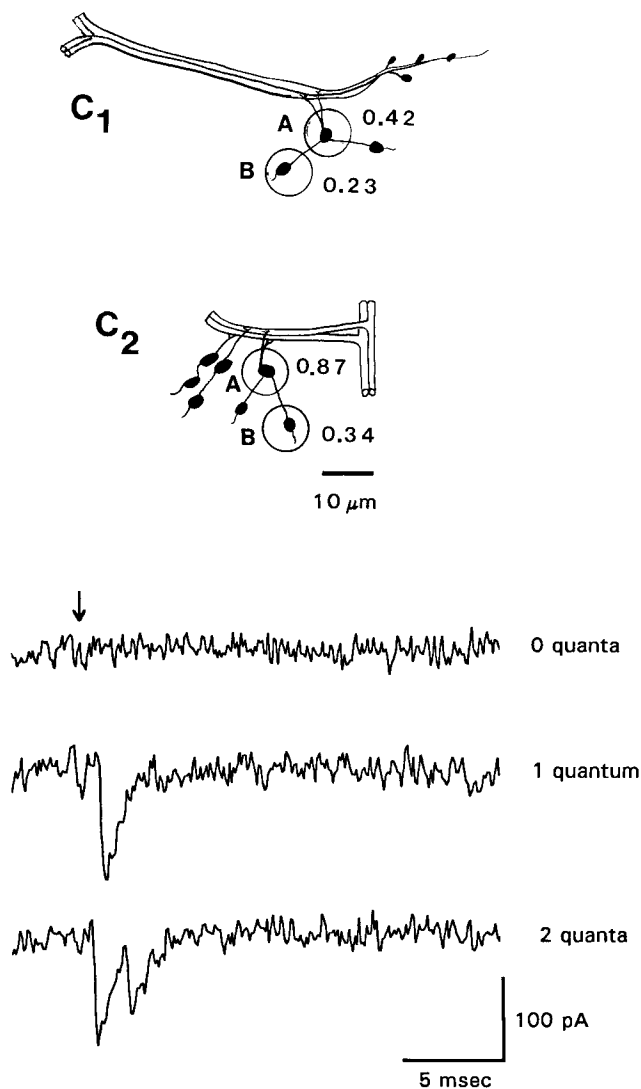 C1
A
0.42
B
0.23
C2
A
0.87
B
0.34
10 μm
0 quanta
1 quantum
2 quanta
100 pA
5 msec